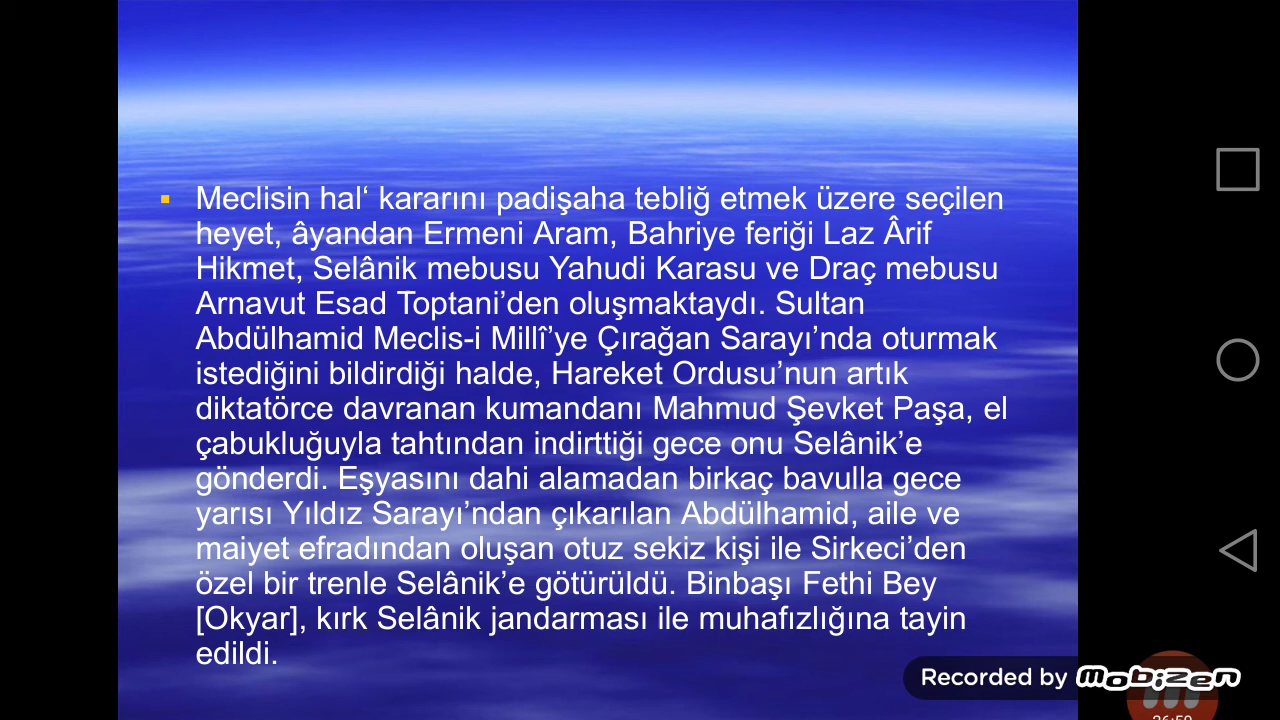 Meclisin hal‘ kararını padişaha tebliğ etmek üzere seçilen
heyet, âyandan Ermeni Aram, Bahriye feriği Laz Ârif
Hikmet, Selânik mebusu Yahudi Karasu ve Draç mebusu
Arnavut Esad Toptani’den oluşmaktaydı. Sultan
Abdülhamid Meclis-i Millî’ye Çırağan Sarayı’nda oturmak
istediğini bildirdiği halde, Hareket Ordusu’nun artık
diktatörce davranan kumandanı Mahmud Şevket Paşa, el
çabukluğuyla tahtından indirttiği gece onu Selânik’e
gönderdi. Eşyasını dahi alamadan birkaç bavulla gece
yarısı Yıldız Sarayı’ndan çıkarılan Abdülhamid, aile ve
maiyet efradından oluşan otuz sekiz kişi ile Sirkeci’den
özel bir trenle Selânik’e götürüldü. Binbaşı Fethi Bey
[Okyar], kırk Selânik jandarması ile muhafızlığına tayin
edildi.
Recorded by mobizen